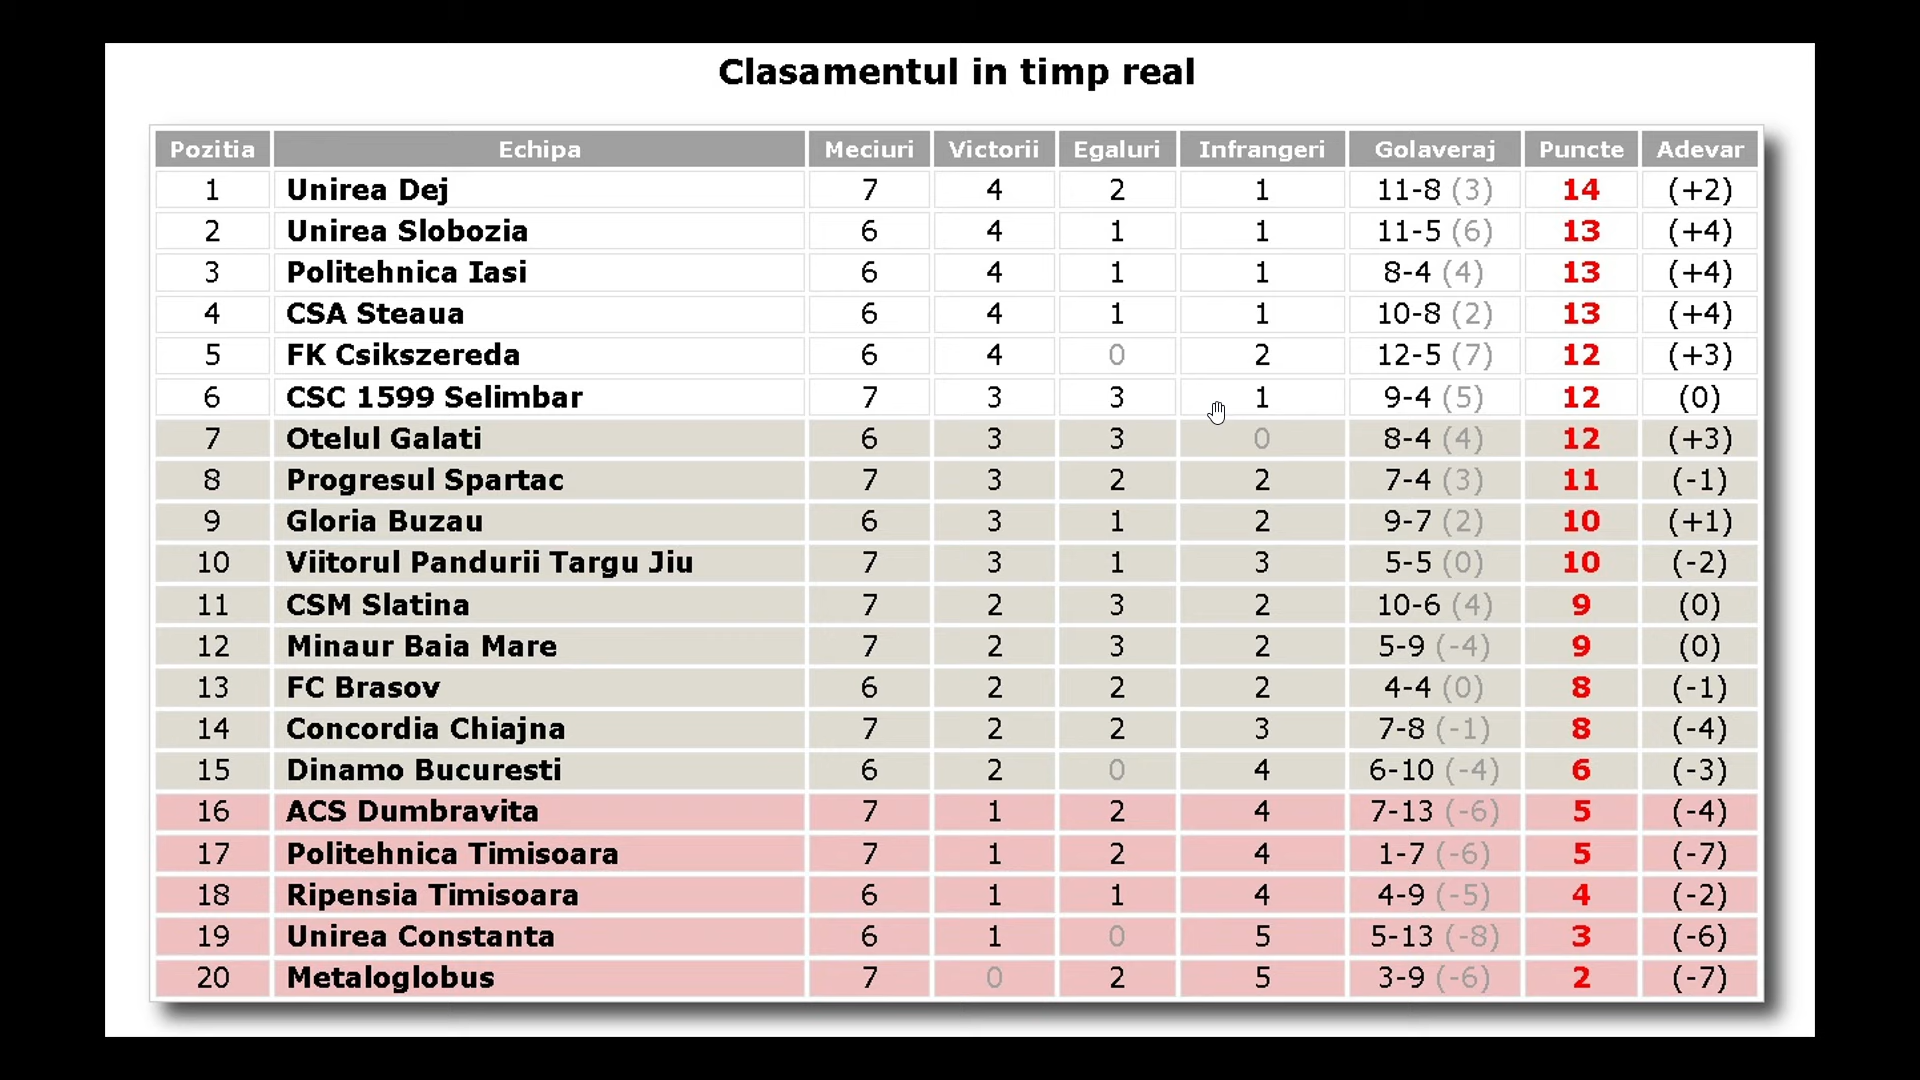 Clasamentul in timp real
Pozitia Echipa Meciuri Victorii Egaluri Infrangeri Golaveraj Puncte Adevar
1 Unirea Dej 7 4 2 1 11-8 (3) 14 (+2)
2 Unirea Slobozia 6 4 1 1 11-5 (6) 13 (+4)
3 Politehnica Iasi 6 4 1 1 8-4 (4) 13 (+4)
4 CSA Steaua 6 4 1 1 10-8 (2) 13 (+4)
5 FK Csikszereda 6 4 0 2 12-5 (7) 12 (+3)
6 CSC 1599 Selimbar 7 3 3 1 9-4 (5) 12 (0)
7 Otelul Galati 6 3 3 0 8-4 (4) 12 (+3)
8 Progresul Spartac 7 3 2 2 7-4 (3) 11 (-1)
9 Gloria Buzau 6 3 1 2 9-7 (2) 10 (+1)
10 Viitorul Pandurii Targu Jiu 7 3 1 3 5-5 (0) 10 (-2)
11 CSM Slatina 7 2 3 2 10-6 (4) 9 (0)
12 Minaur Baia Mare 7 2 3 2 5-9 (-4) 9 (0)
13 FC Brasov 6 2 2 2 4-4 (0) 8 (-1)
14 Concordia Chiajna 7 2 2 3 7-8 (-1) 8 (-4)
15 Dinamo Bucuresti 6 2 0 4 6-10 (-4) 6 (-3)
16 ACS Dumbravita 7 1 2 4 7-13 (-6) 5 (-4)
17 Politehnica Timisoara 7 1 2 4 1-7 (-6) 5 (-7)
18 Ripensia Timisoara 6 1 1 4 4-9 (-5) 4 (-2)
19 Unirea Constanta 6 1 0 5 5-13 (-8) 3 (-6)
20 Metaloglobus 7 0 2 5 3-9 (-6) 2 (-7)